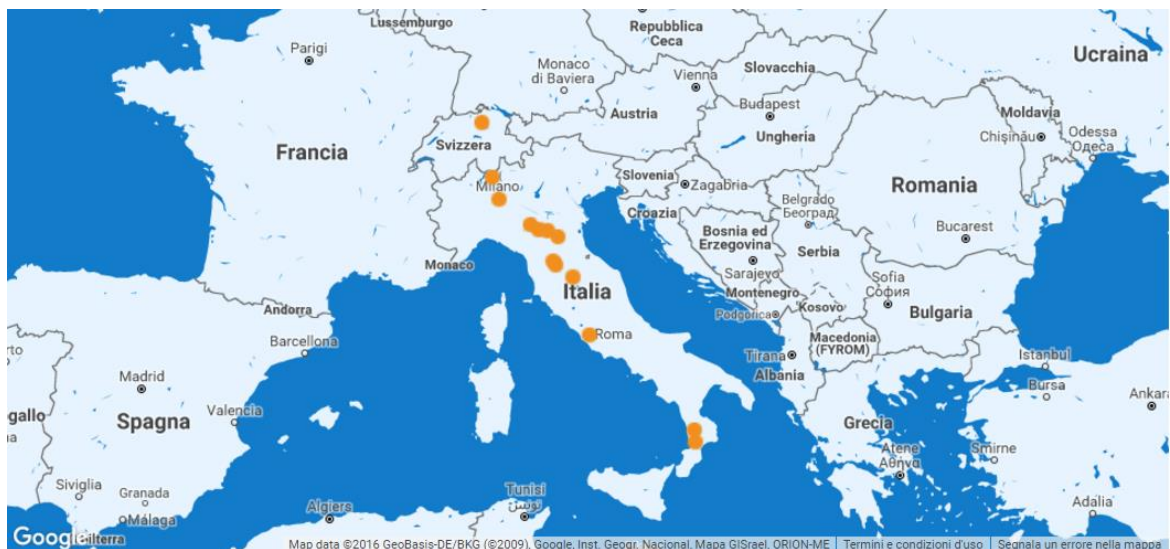 Lussemburgo
Parigi
Repubblica
Ceca
Ucraina
Monaco
di Baviera
Slovacchia
Vienna
Austria
Budapest
Ungheria
Moldavia
Chișinău
Odessa
Одеса
Francia
Svizzera
Milano
Slovenia
Zagabria
Croazia
Romania
Belgrado
Београд
Bosnia ed
Erzegovina
Sarajevo
Serbia
Bucarest
Monaco
Italia
Montenegro
Podgorica
Kosovo
Sofia
София
Bulgaria
Andorra
Barcellona
Roma
Macedonia
(FYROM)
Tirana
Albania
Istanbul
Bursa
Ankara
Madrid
Spagna
Valencia
Grecia
Atene
Αθήνα
Smirne
Siviglia
Granada
Málaga
Algiers
Tunisi
تونس
Adalia
Google
Map data ©2016 GeoBasis-DE/BKG (©2009), Google, Inst. Geogr. Nacional, Mapa GISrael, ORION-ME
Termini e condizioni d'uso
Segnala un errore nella mappa